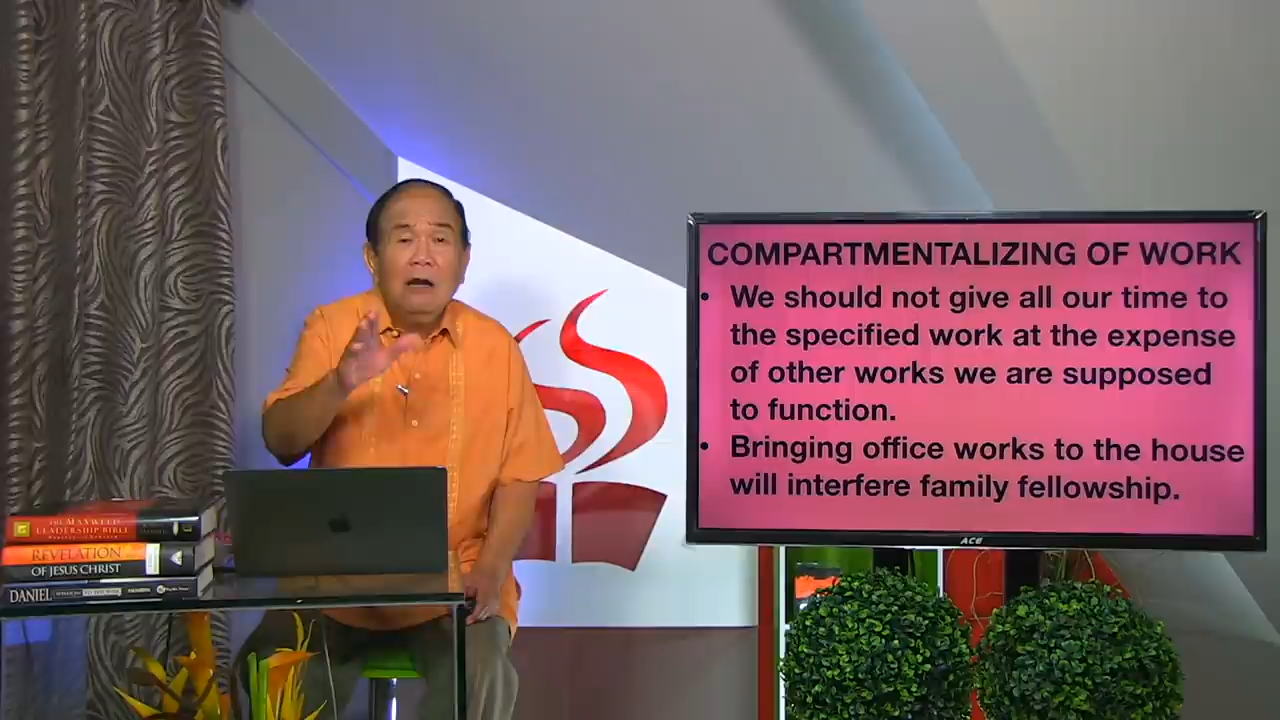 COMPARTMENTALIZING OF WORK
• We should not give all our time to
the specified work at the expense
of other works we are supposed
to function.
• Bringing office works to the house
will interfere family fellowship.
ACE
THE MAXWELL
LEADERSHIP BIBLE
REVELATION
OF JESUS CHRIST
DANIEL